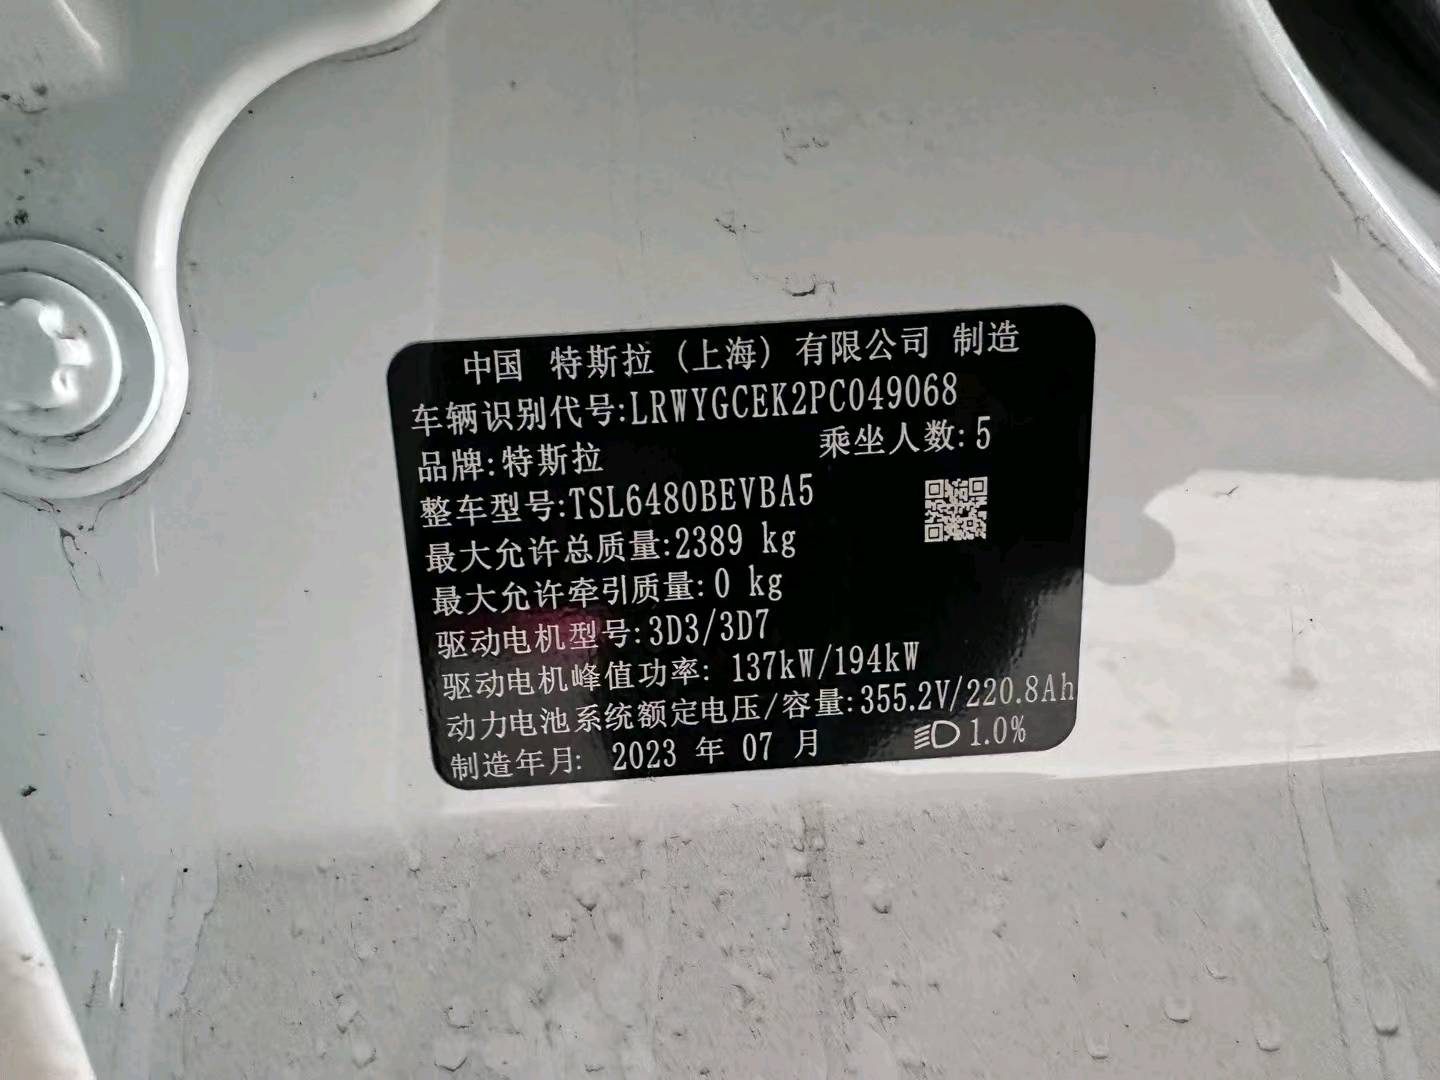 中国 特斯拉 (上海) 有限公司 制造
车辆识别代号:LRWYGCEK2PC049068
品牌:特斯拉 乘坐人数:5
整车型号:TSL6480BEVBA5
最大允许总质量:2389 kg
最大允许牵引质量:0 kg
驱动电机型号:3D3/3D7
驱动电机峰值功率: 137kW/194kW
动力电池系统额定电压/容量:355.2V/220.8Ah
制造年月: 2023 年 07 月 1.0%